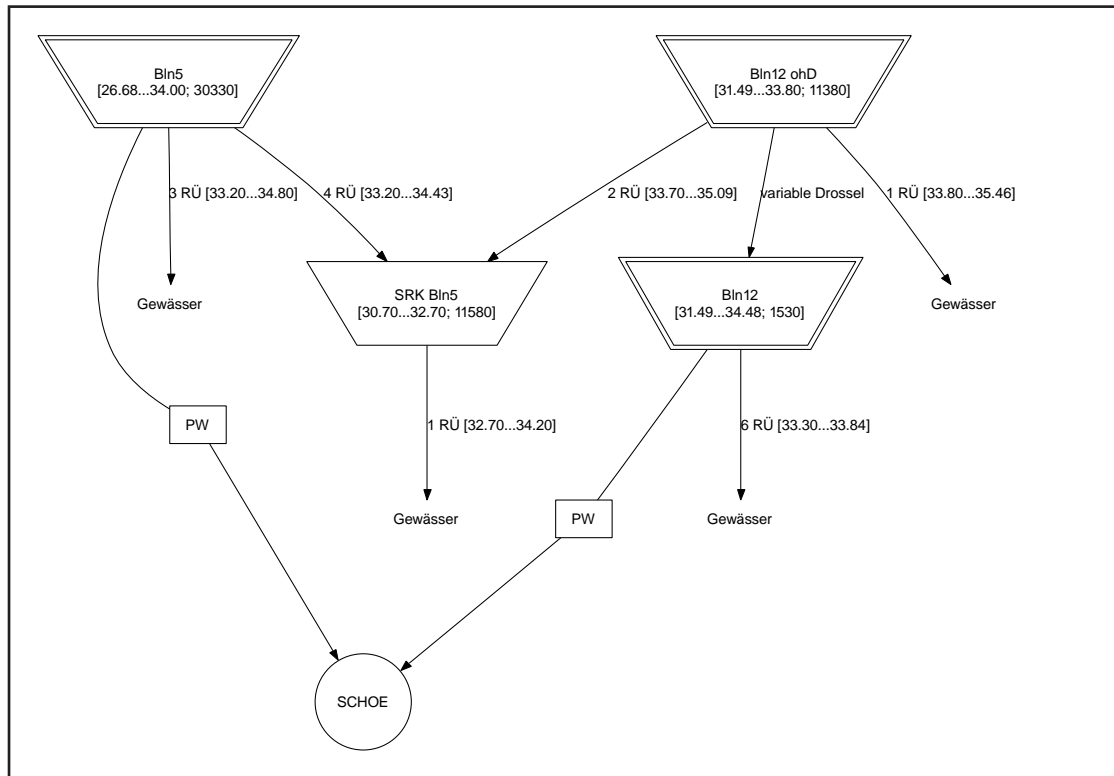 Bln5
[26.68...34.00; 30330]
Bln12 ohD
[31.49...33.80; 11380]
3 RÜ [33.20...34.80]
4 RÜ [33.20...34.43]
2 RÜ [33.70...35.09]
variable Drossel
1 RÜ [33.80...35.46]
Gewässer
SRK Bln5
[30.70...32.70; 11580]
Bln12
[31.49...34.48; 1530]
Gewässer
PW
1 RÜ [32.70...34.20]
6 RÜ [33.30...33.84]
Gewässer
PW
Gewässer
SCHOE